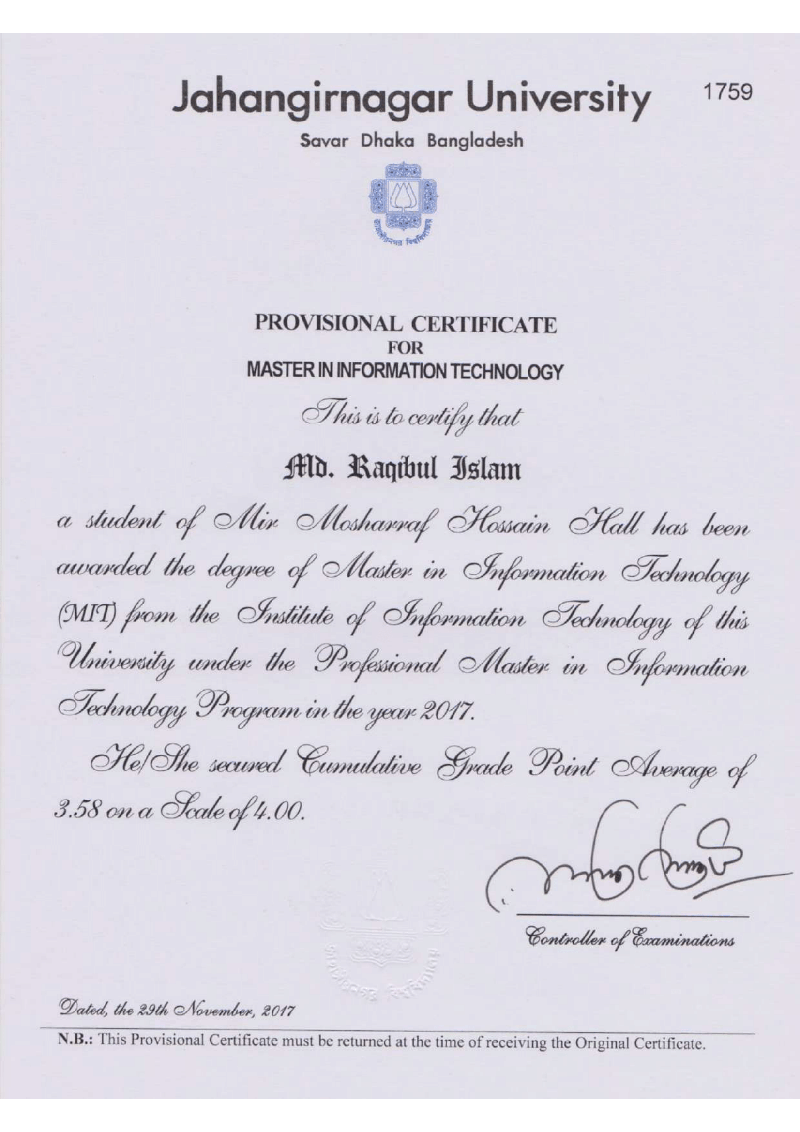 Jahangirnagar University
1759
Savar Dhaka Bangladesh
PROVISIONAL CERTIFICATE
FOR
MASTER IN INFORMATION TECHNOLOGY
This is to certify that
Md. Raqibul Islam
a student of Mir Mosharraf Hossain Hall has been
awarded the degree of Master in Information Technology
(MIT) from the Institute of Information Technology of this
University under the Professional Master in Information
Technology Program in the year 2017.
He/She secured Cumulative Grade Point Average of
3.58 on a Scale of 4.00.
Controller of Examinations
Dated, the 29th November, 2017
N.B.: This Provisional Certificate must be returned at the time of receiving the Original Certificate.